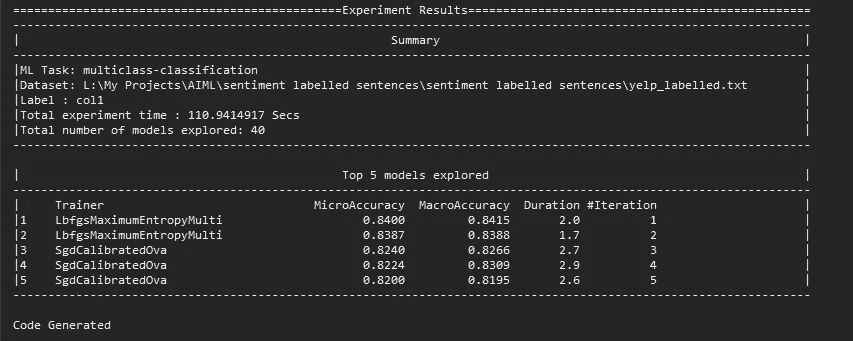 ==============================================Experiment Results================================================
----------------------------------------------------------------------------------------------------------------
| Summary |
----------------------------------------------------------------------------------------------------------------
|ML Task: multiclass-classification |
|Dataset: L:\My Projects\AIML\sentiment labelled sentences\sentiment labelled sentences\yelp_labelled.txt |
|Label : col1 |
|Total experiment time : 110.9414917 Secs |
|Total number of models explored: 40 |
----------------------------------------------------------------------------------------------------------------
| Top 5 models explored |
----------------------------------------------------------------------------------------------------------------
| Trainer MicroAccuracy MacroAccuracy Duration #Iteration |
|1 LbfgsMaximumEntropyMulti 0.8400 0.8415 2.0 1 |
|2 LbfgsMaximumEntropyMulti 0.8387 0.8388 1.7 2 |
|3 SgdCalibratedOva 0.8240 0.8266 2.7 3 |
|4 SgdCalibratedOva 0.8224 0.8309 2.9 4 |
|5 SgdCalibratedOva 0.8200 0.8195 2.6 5 |
----------------------------------------------------------------------------------------------------------------
Code Generated